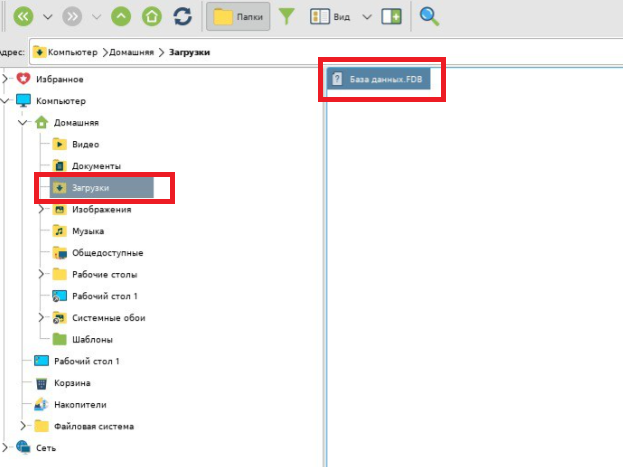 Папки
Вид
дрес:
Компьютер >Домашняя > Загрузки
Избранное
Компьютер
Домашняя
Видео
Документы
Загрузки
Изображения
Музыка
Общедоступные
Рабочие столы
Рабочий стол 1
Системные обои
Шаблоны
Рабочий стол 1
Корзина
Накопители
Файловая система
Сеть
База данных.FDB